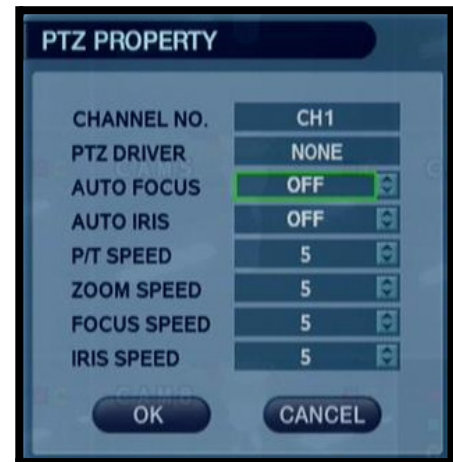 PTZ PROPERTY
CHANNEL NO. CH1
PTZ DRIVER NONE
AUTO FOCUS OFF
AUTO IRIS OFF
P/T SPEED 5
ZOOM SPEED 5
FOCUS SPEED 5
IRIS SPEED 5
OK CANCEL